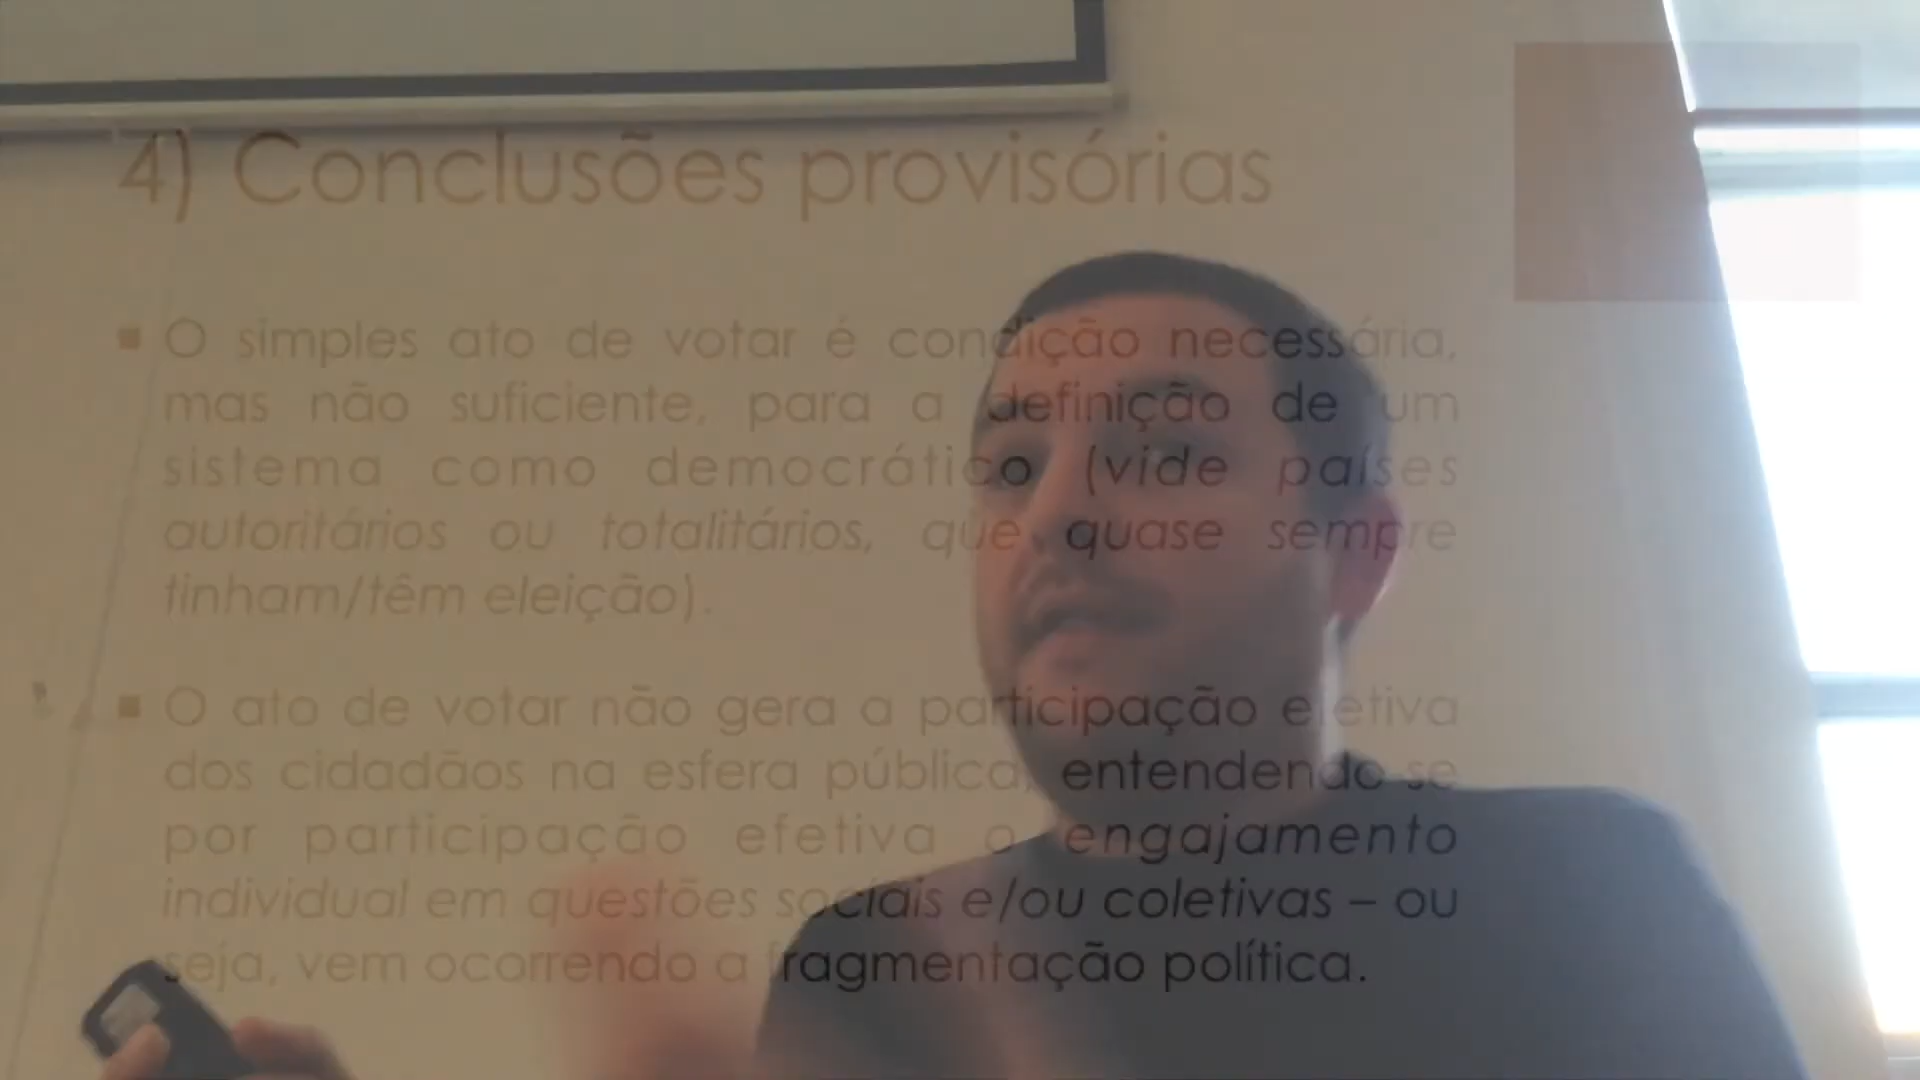 4) Conclusões provisórias
▪ O simples ato de votar é condição necessária,
mas não suficiente, para a definição de um
sistema como democrático (vide países
autoritários ou totalitários, que quase sempre
tinham/têm eleição).
▪ O ato de votar não gera a participação efetiva
dos cidadãos na esfera pública, entendendo-se
por participação efetiva o engajamento
individual em questões sociais e/ou coletivas – ou
seja, vem ocorrendo a fragmentação política.